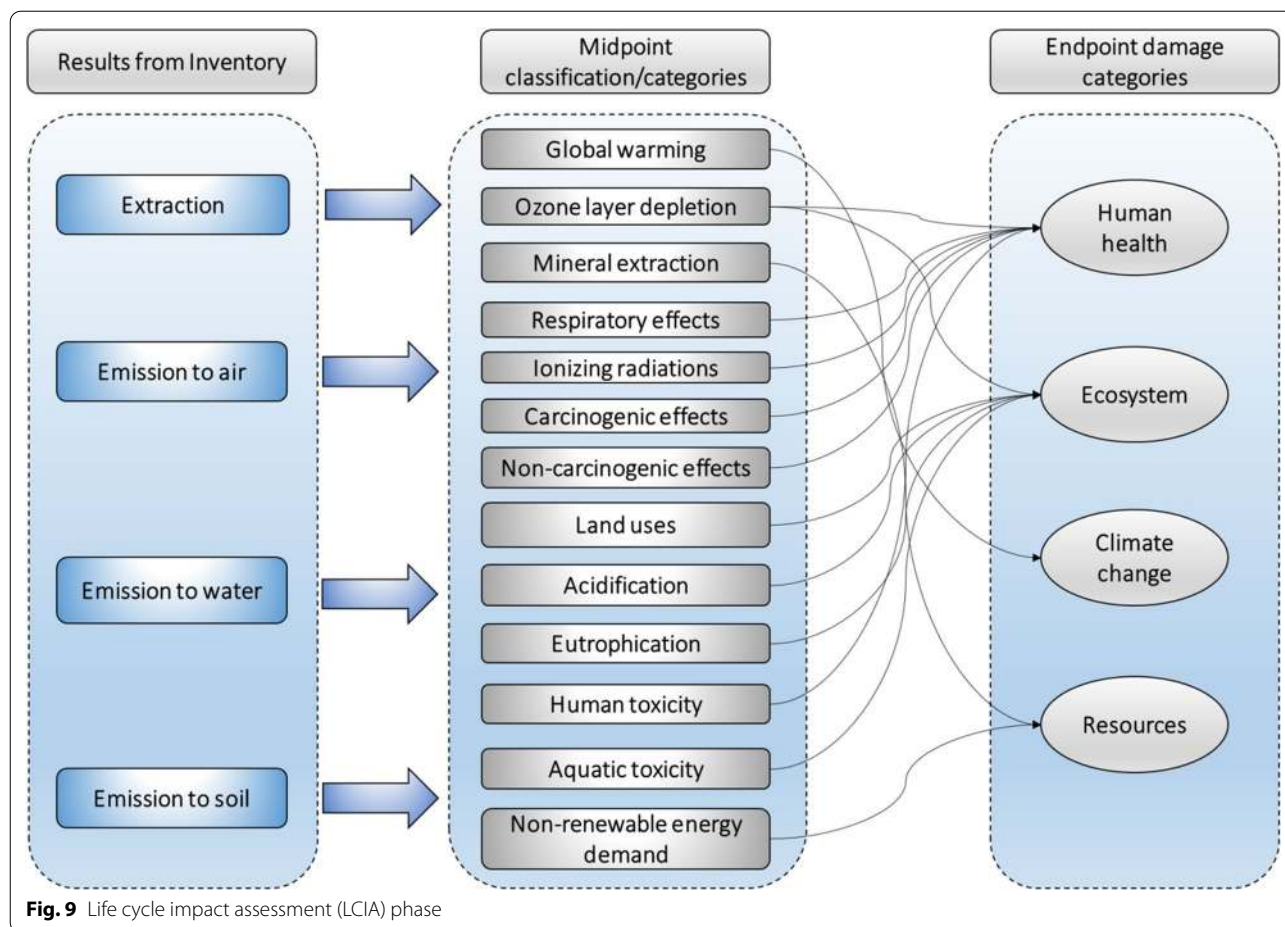 Results from Inventory
Extraction
Emission to air
Emission to water
Emission to soil
Midpoint
classification/categories
Global warming
Ozone layer depletion
Mineral extraction
Respiratory effects
Ionizing radiations
Carcinogenic effects
Non-carcinogenic effects
Land uses
Acidification
Eutrophication
Human toxicity
Aquatic toxicity
Non-renewable energy
demand
Endpoint damage
categories
Human
health
Ecosystem
Climate
change
Resources
Fig. 9 Life cycle impact assessment (LCIA) phase